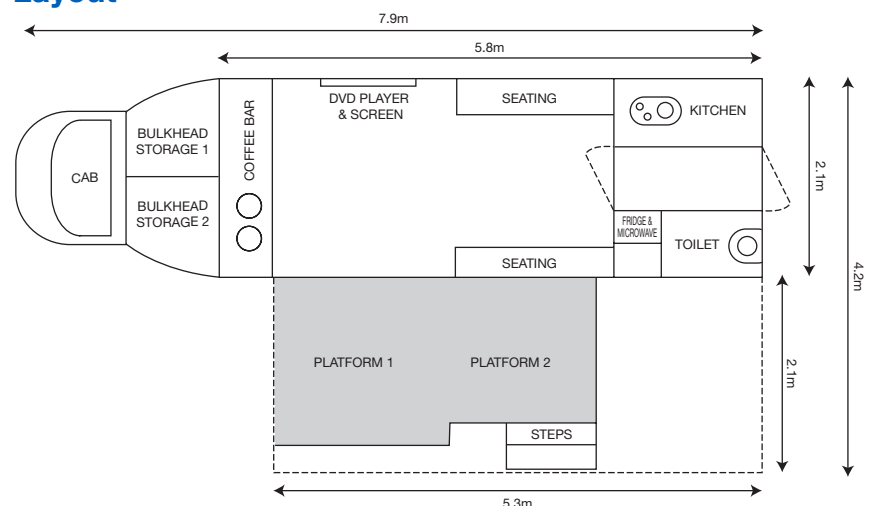 Layout
7.9m
5.8m
DVD PLAYER
& SCREEN
SEATING
KITCHEN
COFFEE BAR
BULKHEAD
STORAGE 1
CAB
BULKHEAD
STORAGE 2
FRIDGE &
MICROWAVE
TOILET
SEATING
2.1m
4.2m
PLATFORM 1
PLATFORM 2
2.1m
STEPS
5.3m